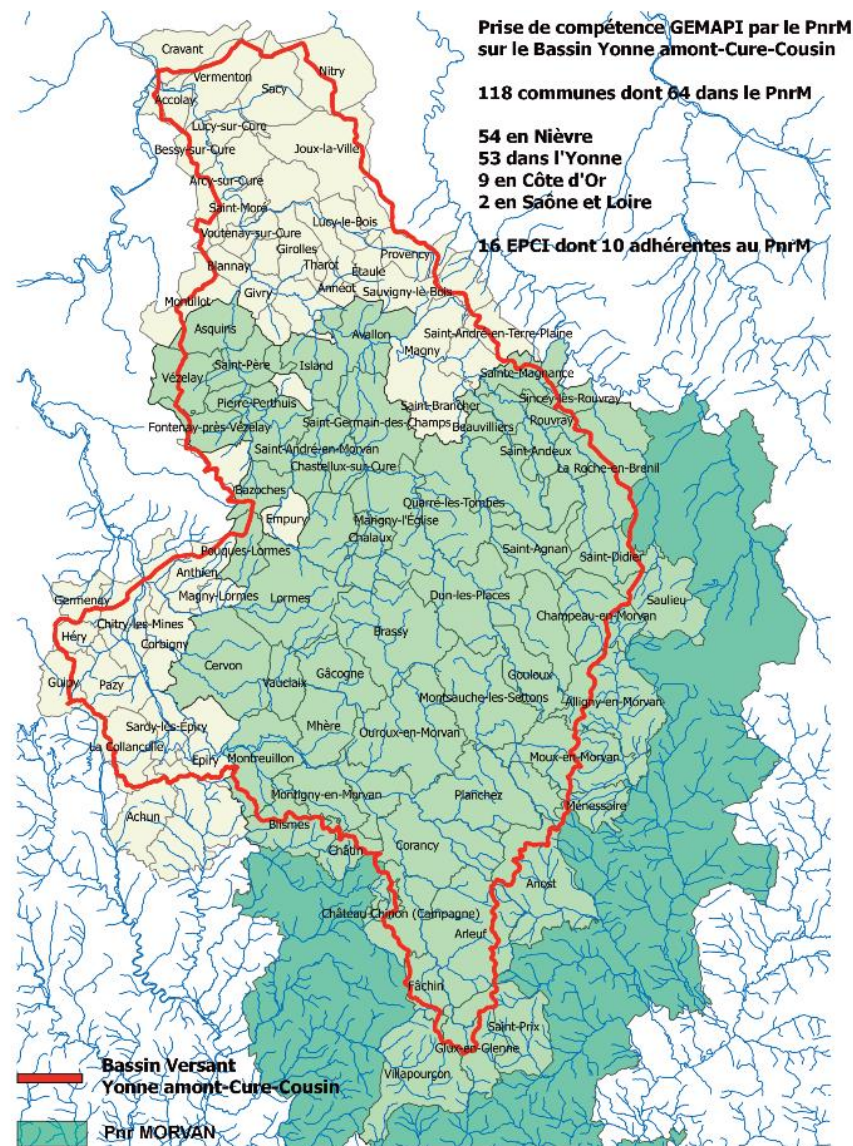 Prise de compétence GEMAPI par le PnrM
sur le Bassin Yonne amont-Cure-Cousin
118 communes dont 64 dans le PnrM
54 en Nièvre
53 dans l'Yonne
9 en Côte d'Or
2 en Saône et Loire
16 EPCI dont 10 adhérentes au PnrM
Cravant
Vermenton
Nitry
Accolay
Sacy
Lucy-sur-Cure
Bessy-sur-Cure
Joux-la-Ville
Arcy-sur-Cure
Saint-Moré
Lucy-le-Bois
Voutenay-sur-Cure
Girolles
Provency
Blannay
Tharot
Étaule
Annéot
Givry
Sauvigny-le-Bois
Montillot
Asquins
Avallon
Saint-André-en-Terre-Plaine
Magny
Saint-Père
Island
Sainte-Magnance
Vézelay
Sincey-lès-Rouvray
Pierre-Perthuis
Saint-Brancher
Rouvray
Fontenay-près-Vézelay
Saint-Germain-des-Champs
Beauvilliers
Saint-André-en-Morvan
Saint-Andeux
Chastellux-sur-Cure
La Roche-en-Brenil
Bazoches
Quarré-les-Tombes
Empury
Marigny-l'Église
Chalaux
Pouques-Lormes
Saint-Agnan
Saint-Didier
Anthien
Germenay
Magny-Lormes
Lormes
Dun-les-Places
Saulieu
Chitry-les-Mines
Champeau-en-Morvan
Héry
Brassy
Corbigny
Cervon
Gâcogne
Gouloux
Guipy
Pazy
Vauclaix
Montsauche-les-Settons
Alligny-en-Morvan
Sardy-lès-Epiry
Mhère
Ouroux-en-Morvan
La Collancelle
Epiry
Montreuillon
Moux-en-Morvan
Montigny-en-Morvan
Planchez
Ménessaire
Achun
Blismes
Châtin
Corancy
Anost
Château-Chinon (Campagne)
Arleuf
Fâchin
Saint-Prix
Glux-en-Glenne
Villapourçon
Bassin Versant
Yonne amont-Cure-Cousin
Pnr MORVAN